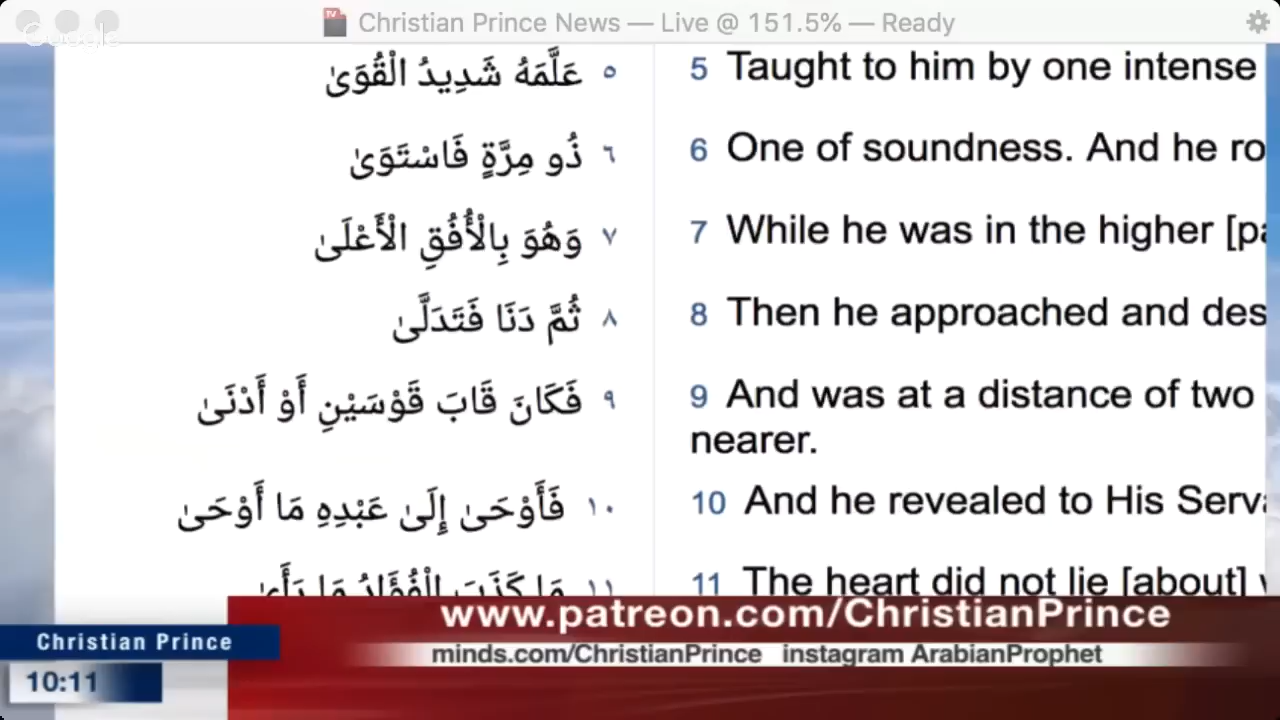 Christian Prince News — Live @ 151.5% — Ready
Google
٥ عَلَّمَهُ شَدِيدُ الْقُوَىٰ
5 Taught to him by one intense
٦ ذُو مِرَّةٍ فَاسْتَوَىٰ
6 One of soundness. And he ro
٧ وَهُوَ بِالْأُفُقِ الْأَعْلَىٰ
7 While he was in the higher [pa
٨ ثُمَّ دَنَا فَتَدَلَّىٰ
8 Then he approached and des
٩ فَكَانَ قَابَ قَوْسَيْنِ أَوْ أَدْنَىٰ
9 And was at a distance of two
nearer.
١٠ فَأَوْحَىٰ إِلَىٰ عَبْدِهِ مَا أَوْحَىٰ
10 And he revealed to His Serva
١١ مَا كَذَبَ الْفُؤَادُ مَا رَأَىٰ
11 The heart did not lie [about]
www.patreon.com/ChristianPrince
Christian Prince
minds.com/ChristianPrince instagram ArabianProphet
10:11